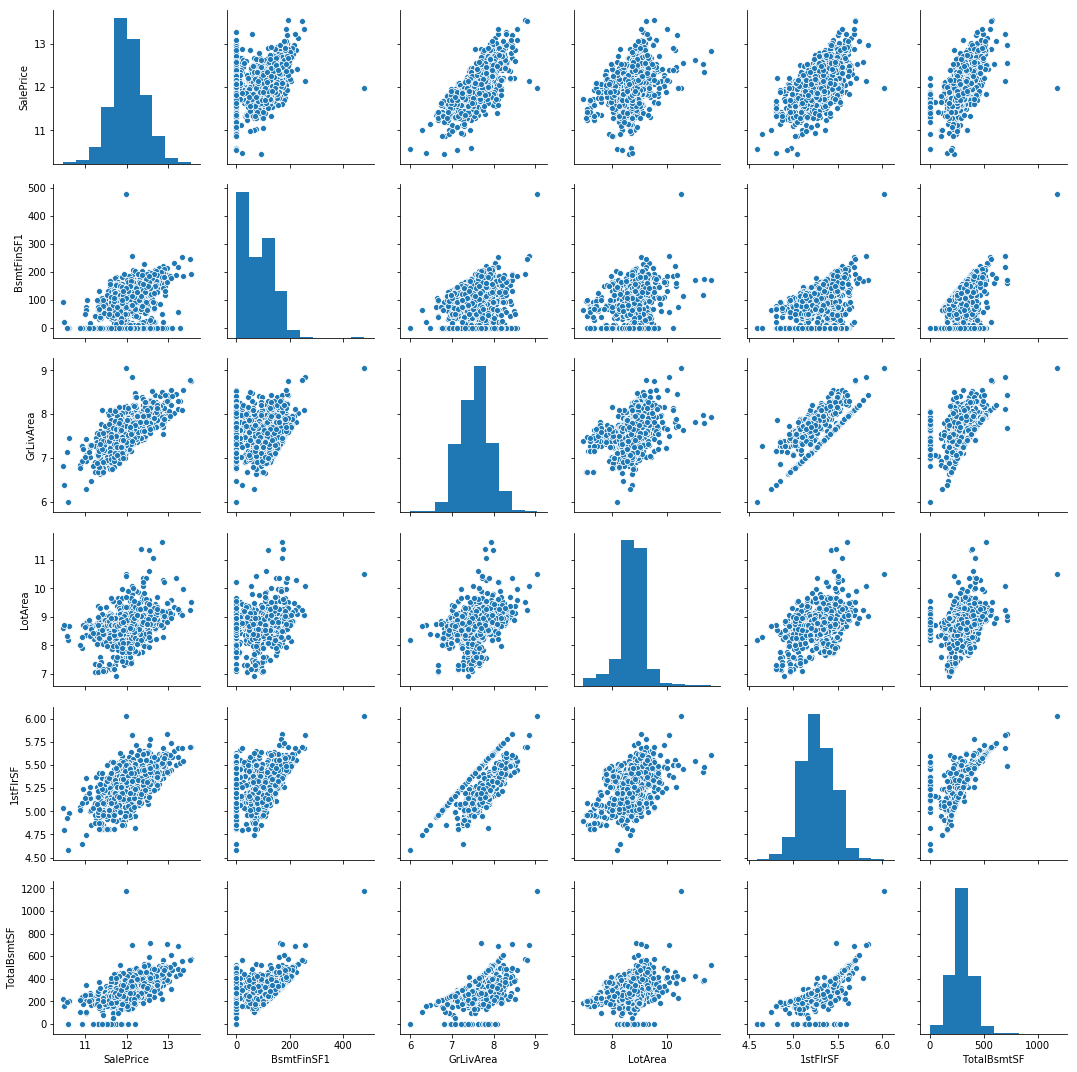 SalePrice
13
12
11
BsmtFinSF1
500
400
300
200
100
0
GrLivArea
9
8
7
6
LotArea
11
10
9
8
7
1stFlrSF
6.00
5.75
5.50
5.25
5.00
4.75
4.50
TotalBsmtSF
1200
1000
800
600
400
200
0
11 12 13
0 200 400
6 7 8 9
8 10
4.5 5.0 5.5 6.0
0 500 1000
SalePrice BsmtFinSF1 GrLivArea LotArea 1stFlrSF TotalBsmtSF